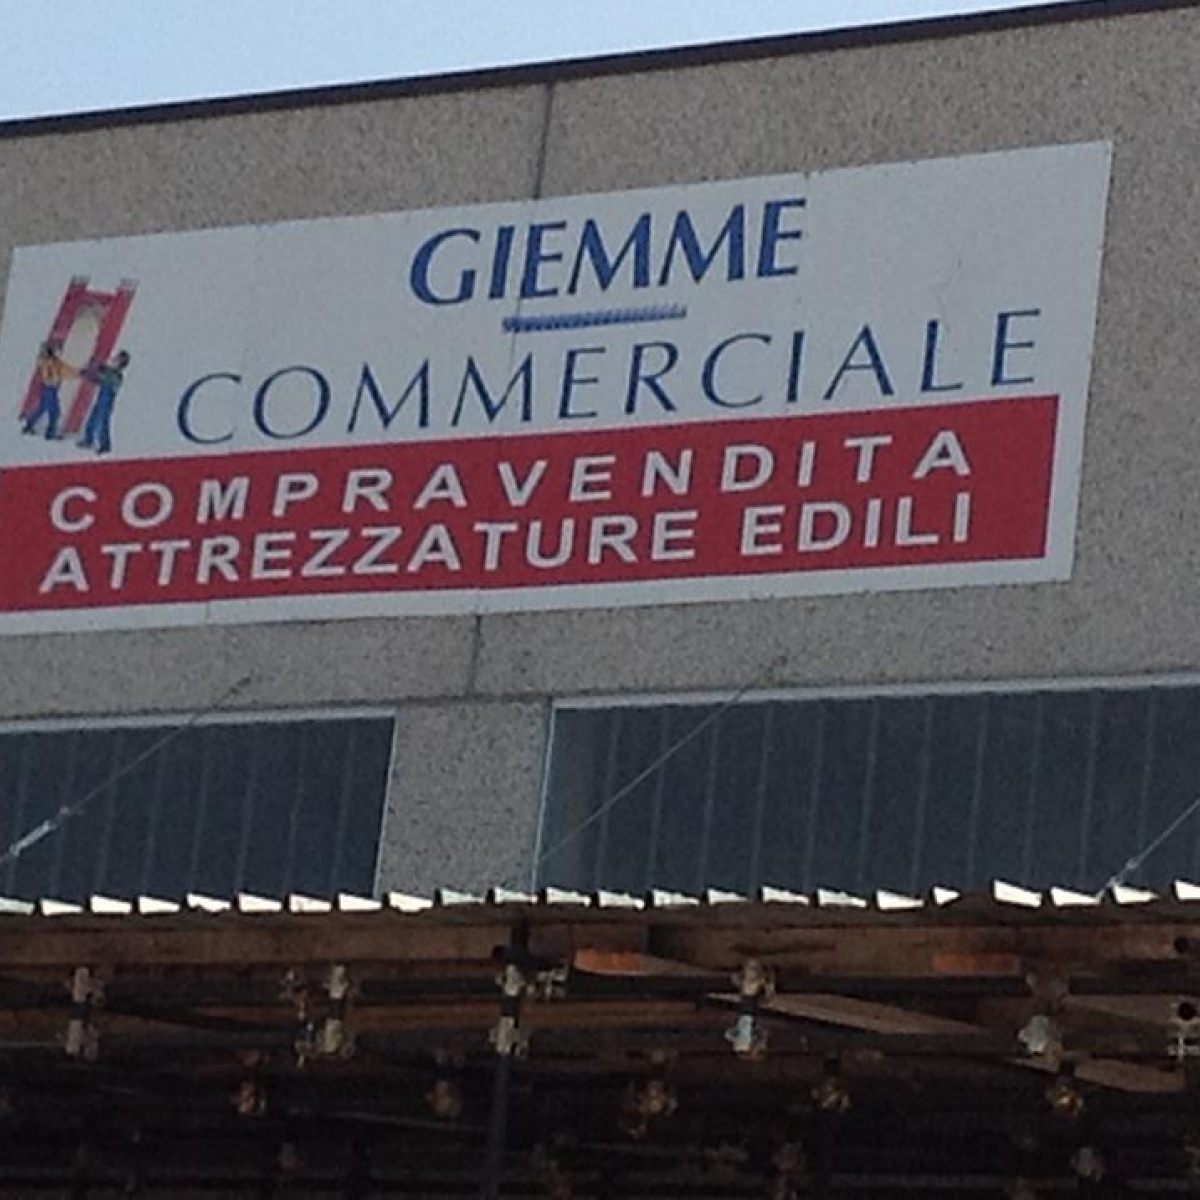 GIEMME
COMMERCIALE
COMPRAVENDITA
ATTREZZATURE EDILI